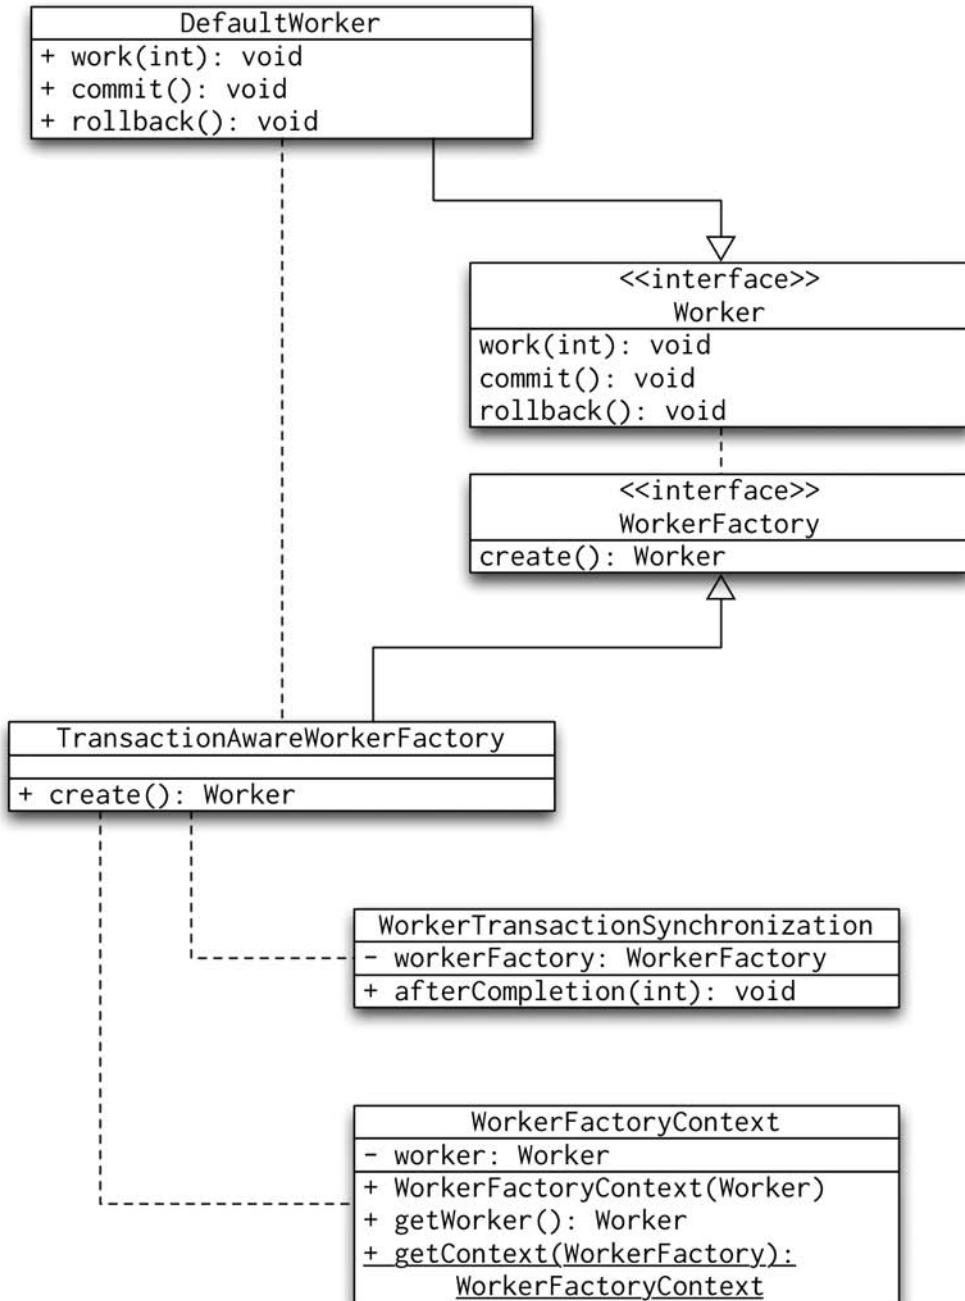 DefaultWorker
+ work(int): void
+ commit(): void
+ rollback(): void
<<interface>>
Worker
work(int): void
commit(): void
rollback(): void
<<interface>>
WorkerFactory
create(): Worker
TransactionAwareWorkerFactory
+ create(): Worker
WorkerTransactionSynchronization
- workerFactory: WorkerFactory
+ afterCompletion(int): void
WorkerFactoryContext
- worker: Worker
+ WorkerFactoryContext(Worker)
+ getWorker(): Worker
+ getContext(WorkerFactory):
WorkerFactoryContext